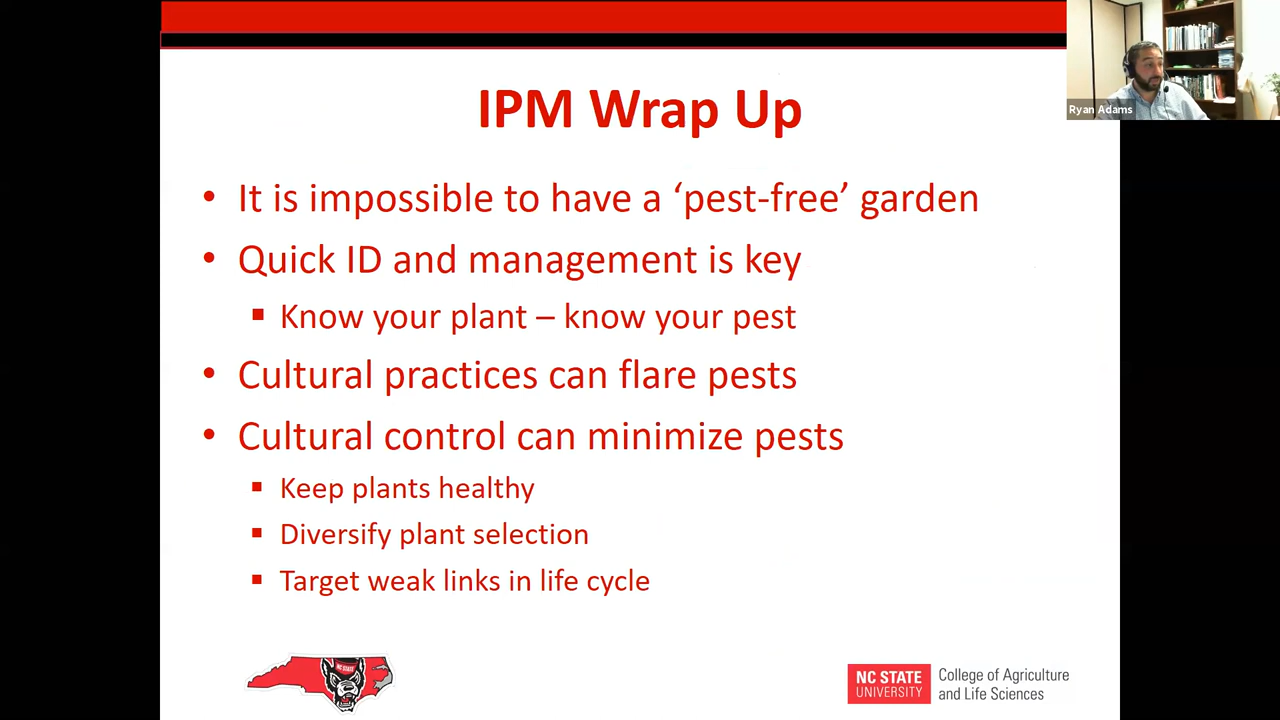 IPM Wrap Up
Ryan Adams
• It is impossible to have a ‘pest-free’ garden
• Quick ID and management is key
▪ Know your plant – know your pest
• Cultural practices can flare pests
• Cultural control can minimize pests
▪ Keep plants healthy
▪ Diversify plant selection
▪ Target weak links in life cycle
NC STATE
NC STATE
UNIVERSITY
College of Agriculture
and Life Sciences